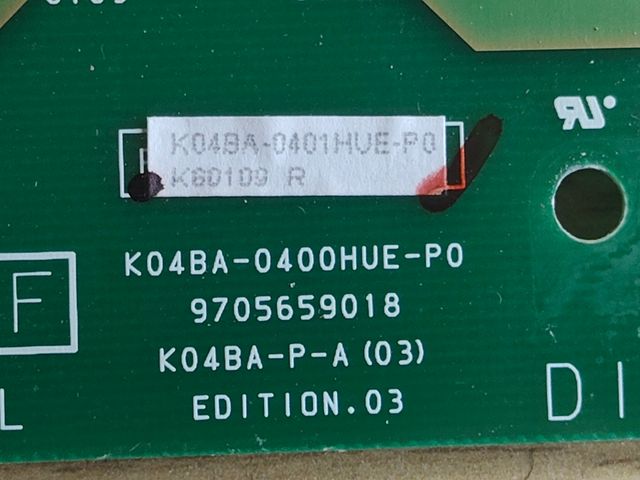 K04BA-0401HUE-P0
K60109 R
K04BA-0400HUE-P0
9705659018
K04BA-P-A (03)
EDITION.03
F
L
DI